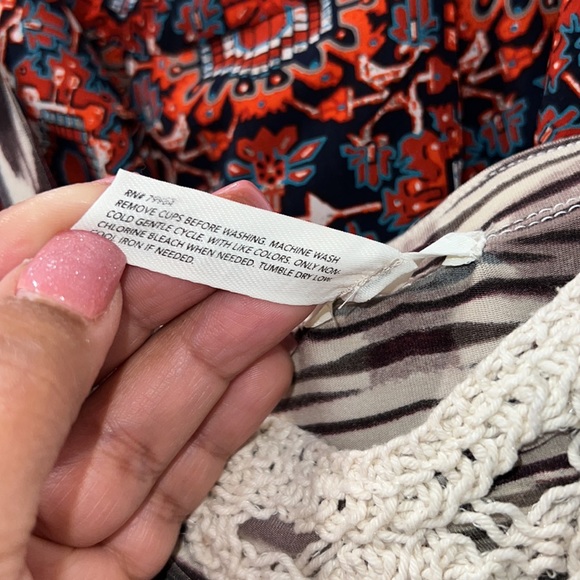 RN#
REMOVE CUPS BEFORE WASHING. MACHINE WASH
COLD GENTLE CYCLE, WITH LIKE COLORS, ONLY NON-
CHLORINE BLEACH WHEN NEEDED. TUMBLE DRY LOW.
COOL IRON IF NEEDED.